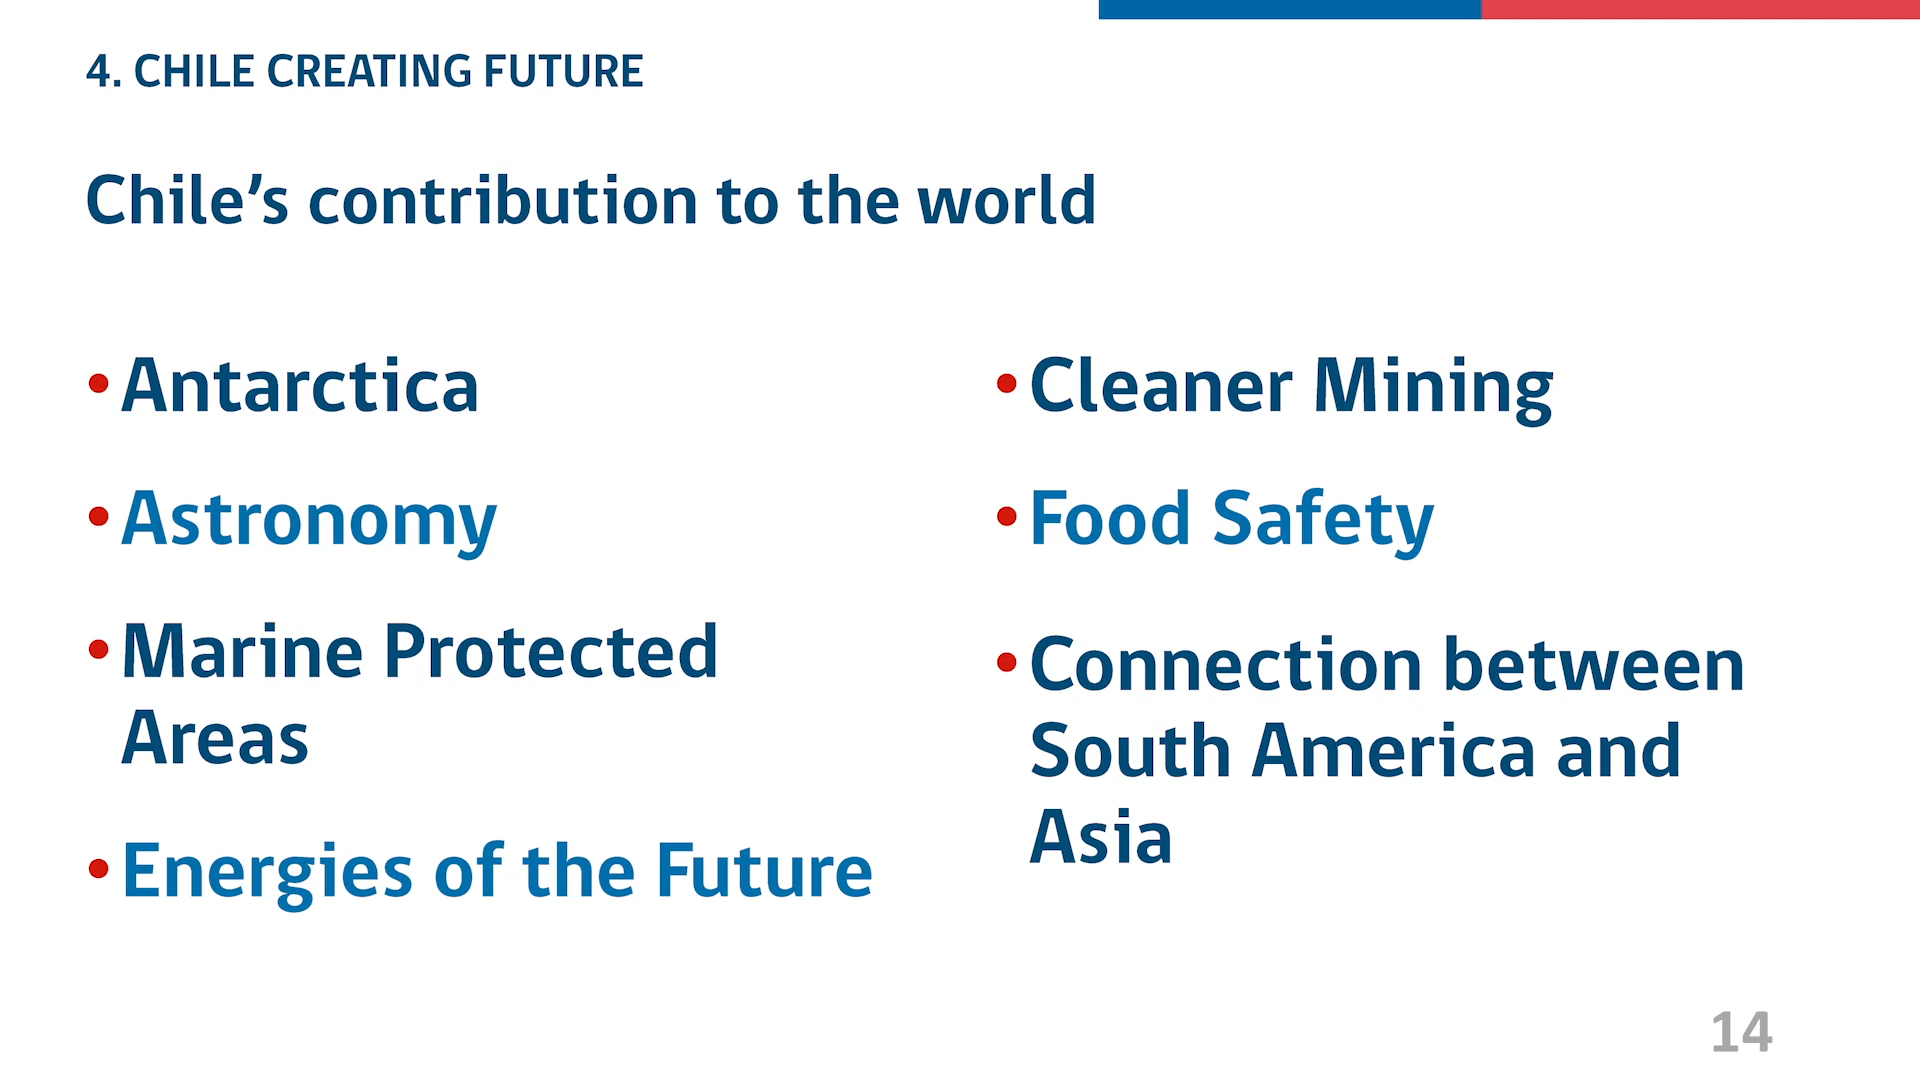 4. CHILE CREATING FUTURE
Chile’s contribution to the world
• Antarctica
• Astronomy
• Marine Protected
Areas
• Energies of the Future
• Cleaner Mining
• Food Safety
• Connection between
South America and
Asia
14